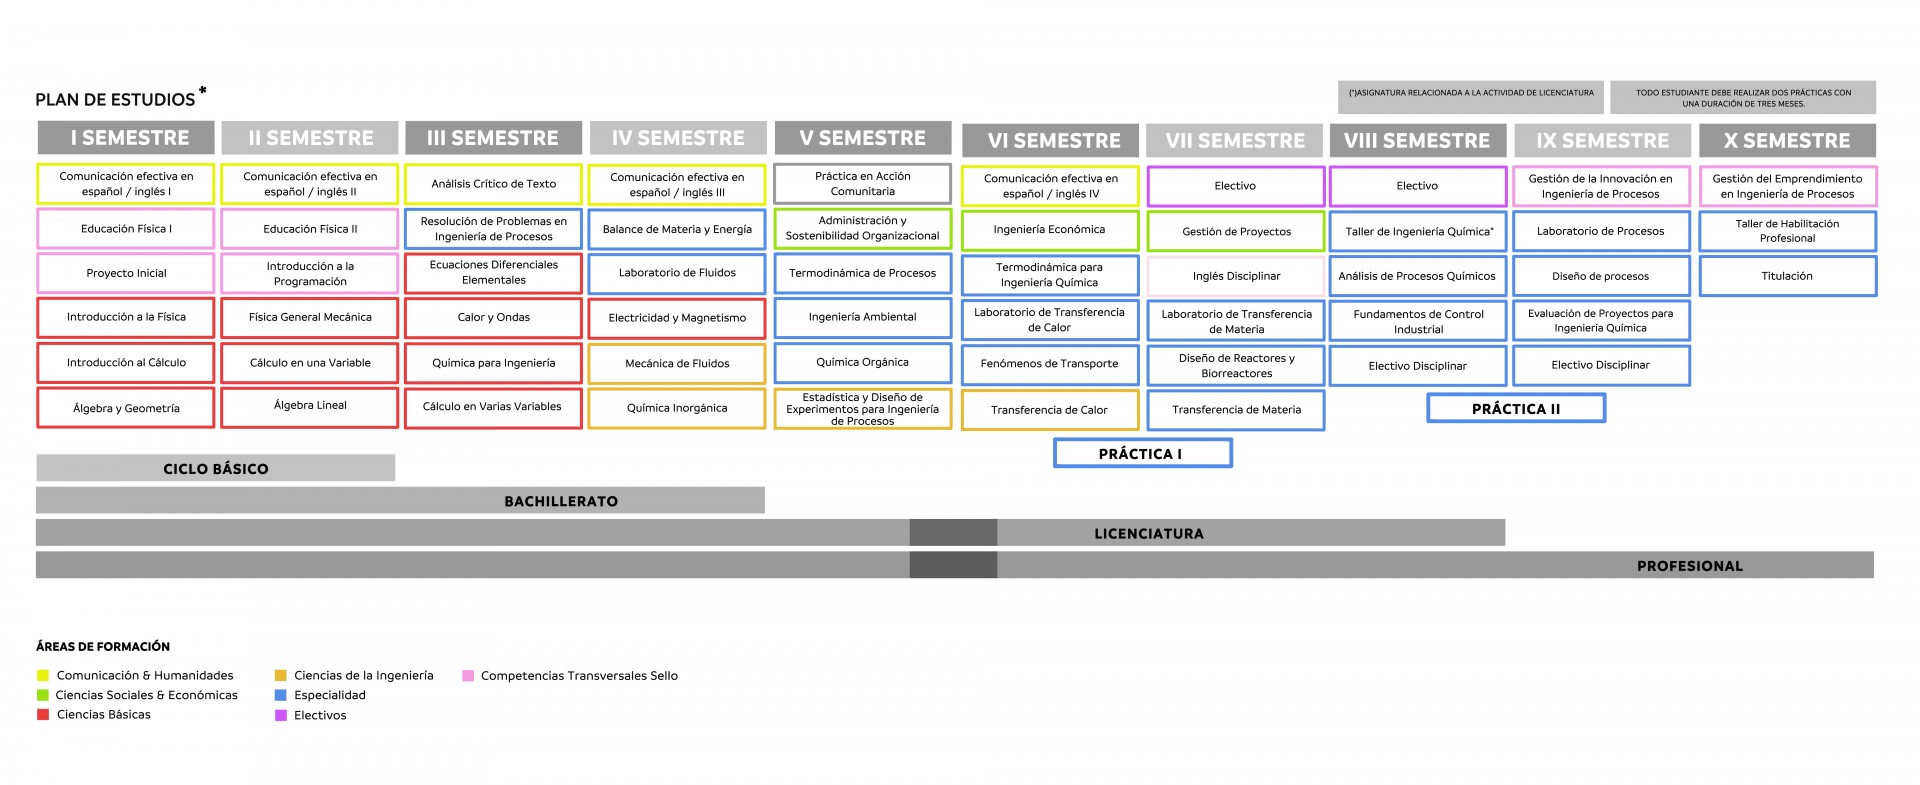 PLAN DE ESTUDIOS *
(*)ASIGNATURA RELACIONADA A LA ACTIVIDAD DE LICENCIATURA
TODO ESTUDIANTE DEBE REALIZAR DOS PRÁCTICAS CON
UNA DURACIÓN DE TRES MESES.
I SEMESTRE
Comunicación efectiva en
español / inglés I
Educación Física I
Proyecto Inicial
Introducción a la Física
Introducción al Cálculo
Álgebra y Geometría
II SEMESTRE
Comunicación efectiva en
español / inglés II
Educación Física II
Introducción a la
Programación
Física General Mecánica
Cálculo en una Variable
Álgebra Lineal
III SEMESTRE
Análisis Crítico de Texto
Resolución de Problemas en
Ingeniería de Procesos
Ecuaciones Diferenciales
Elementales
Calor y Ondas
Química para Ingeniería
Cálculo en Varias Variables
IV SEMESTRE
Comunicación efectiva en
español / inglés III
Balance de Materia y Energía
Laboratorio de Fluidos
Electricidad y Magnetismo
Mecánica de Fluidos
Química Inorgánica
V SEMESTRE
Práctica en Acción
Comunitaria
Administración y
Sostenibilidad Organizacional
Termodinámica de Procesos
Ingeniería Ambiental
Química Orgánica
Estadística y Diseño de
Experimentos para Ingeniería
de Procesos
VI SEMESTRE
Comunicación efectiva en
español / inglés IV
Ingeniería Económica
Termodinámica para
Ingeniería Química
Laboratorio de Transferencia
de Calor
Fenómenos de Transporte
Transferencia de Calor
VII SEMESTRE
Electivo
Gestión de Proyectos
Inglés Disciplinar
Laboratorio de Transferencia
de Materia
Diseño de Reactores y
Biorreactores
Transferencia de Materia
VIII SEMESTRE
Electivo
Taller de Ingeniería Química*
Análisis de Procesos Químicos
Fundamentos de Control
Industrial
Electivo Disciplinar
IX SEMESTRE
Gestión de la Innovación en
Ingeniería de Procesos
Laboratorio de Procesos
Diseño de procesos
Evaluación de Proyectos para
Ingeniería Química
Electivo Disciplinar
X SEMESTRE
Gestión del Emprendimiento
en Ingeniería de Procesos
Taller de Habilitación
Profesional
Titulación
PRÁCTICA I
PRÁCTICA II
CICLO BÁSICO
BACHILLERATO
LICENCIATURA
PROFESIONAL
ÁREAS DE FORMACIÓN
Comunicación & Humanidades
Ciencias Sociales & Económicas
Ciencias Básicas
Ciencias de la Ingeniería
Especialidad
Electivos
Competencias Transversales Sello